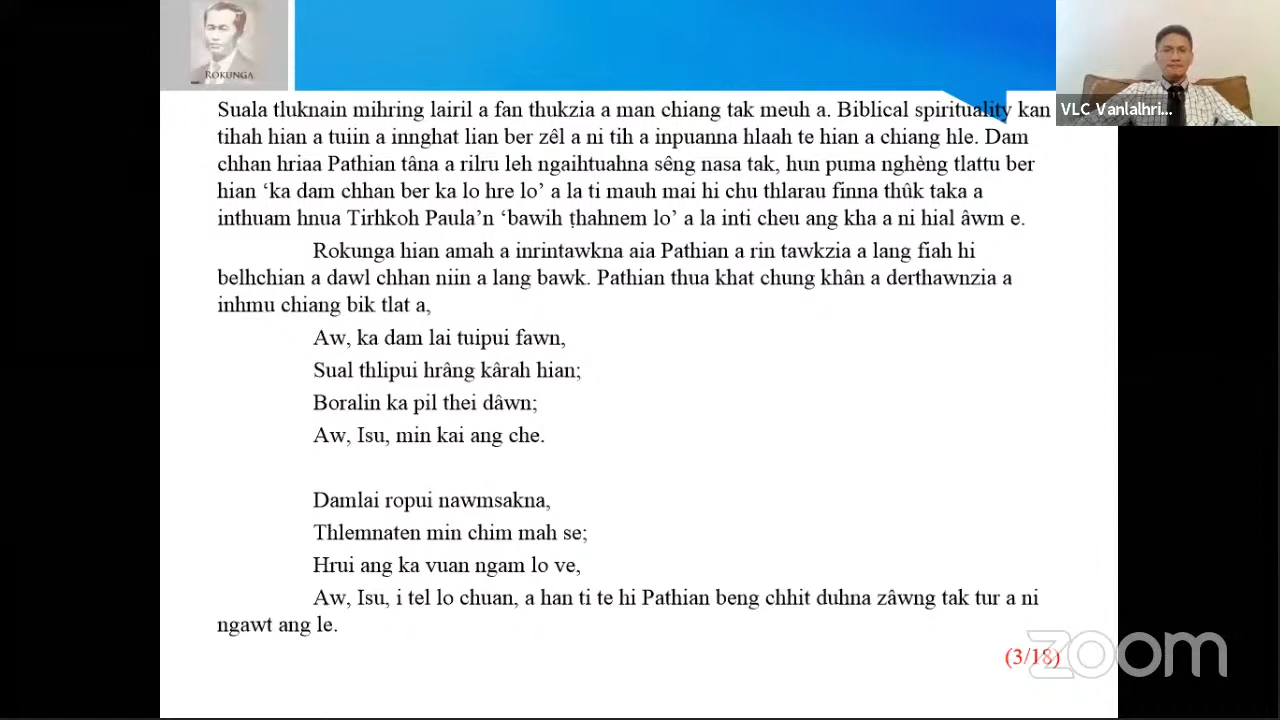 ROKUNGA
VLC Vanlalhri...
Suala tluknain mihring lairil a fan thukzia a man chiang tak meuh a. Biblical spirituality kan
tihah hian a tuiin a innghat lian ber zêl a ni tih a inpuanna hlaah te hian a chiang hle. Dam
chhan hriaa Pathian tâna a rilru leh ngaihtuahna sêng nasa tak, hun puma nghèng tlattu ber
hian ‘ka dam chhan ber ka lo hre lo’ a la ti mauh mai hi chu thlarau finna thûk taka a
inthuam hnua Tirhkoh Paula’n ‘bawih ṭhahnem lo’ a la inti cheu ang kha a ni hial âwm e.
Rokunga hian amah a inrintawkna aia Pathian a rin tawkzia a lang fiah hi
belhchian a dawl chhan niin a lang bawk. Pathian thua khat chung khân a derthawnzia a
inhmu chiang bik tlat a,
Aw, ka dam lai tuipui fawn,
Sual thlipui hrâng kârah hian;
Boralin ka pil thei dâwn;
Aw, Isu, min kai ang che.
Damlai ropui nawmsakna,
Thlemnaten min chim mah se;
Hrui ang ka vuan ngam lo ve,
Aw, Isu, i tel lo chuan, a han ti te hi Pathian beng chhit duhna zâwng tak tur a ni
ngawt ang le.
(3/18)
zoom